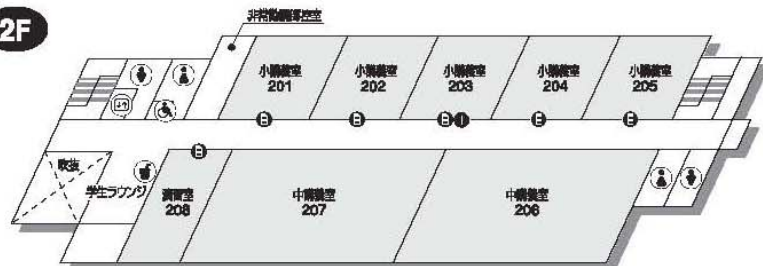 2F
非常勤講師控室
小講義室
201
小講義室
202
小講義室
203
小講義室
204
小講義室
205
吹抜
学生ラウンジ
演習室
208
中講義室
207
中講義室
206